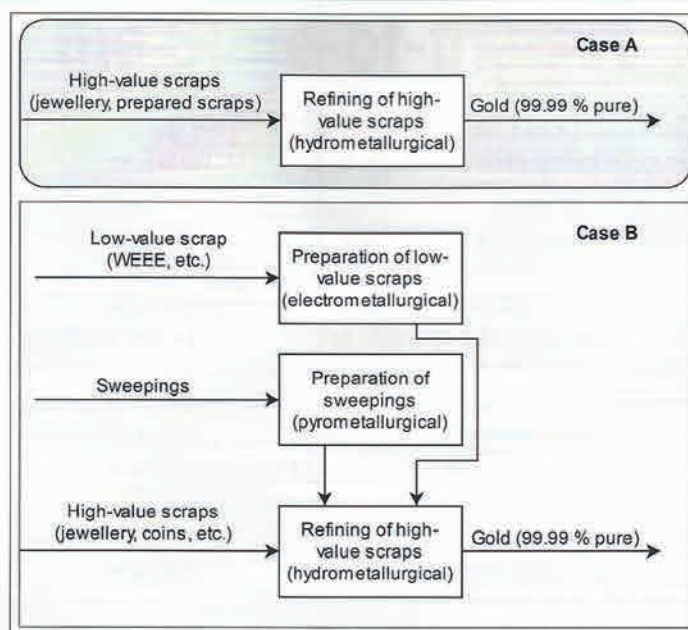 Case A
High-value scraps
(jewellery, prepared scraps)
Refining of high-
value scraps
(hydrometallurgical)
Gold (99.99 % pure)
Case B
Low-value scrap
(WEEE, etc.)
Preparation of low-
value scraps
(electrometallurgical)
Sweepings
Preparation of
sweepings
(pyrometallurgical)
High-value scraps
(jewellery, coins, etc.)
Refining of high-
value scraps
(hydrometallurgical)
Gold (99.99 % pure)